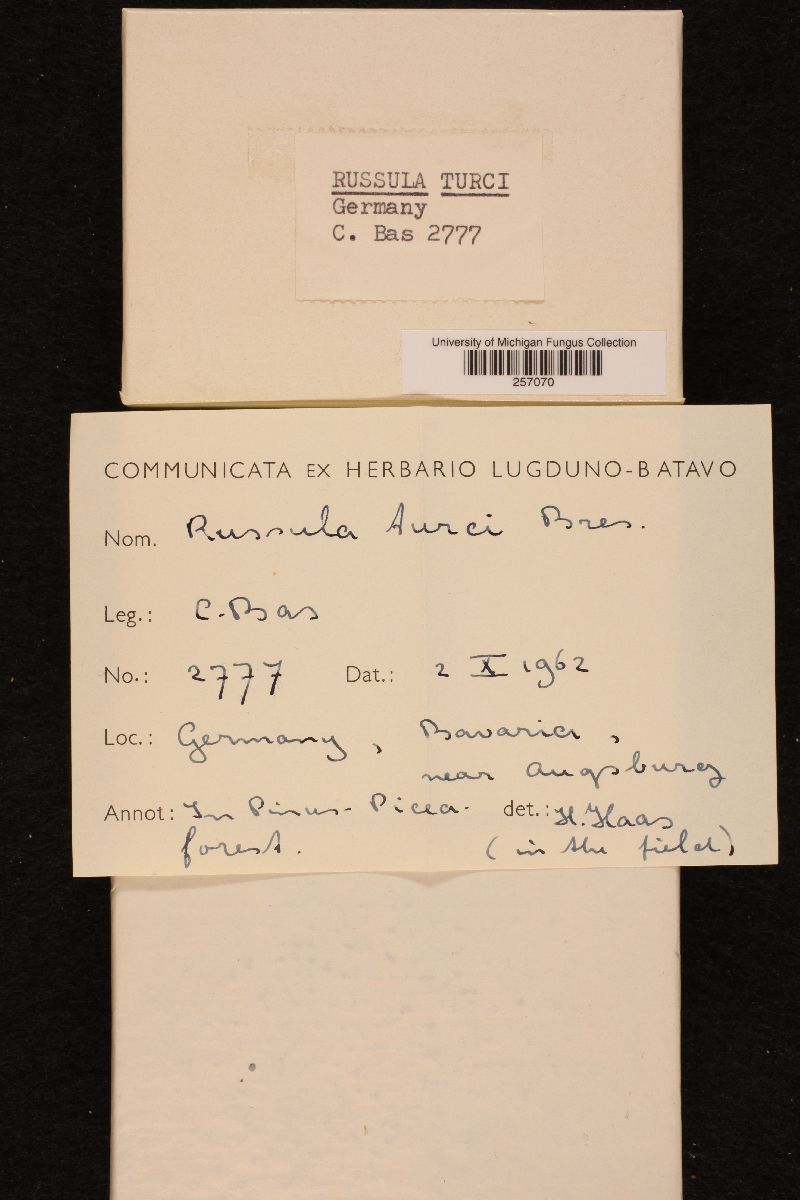 RUSSULA TURCI
Germany
C. Bas 2777
University of Michigan Fungus Collection
257070
COMMUNICATA EX HERBARIO LUGDUNO-BATAVO
Nom. Russula turci Bres.
Leg.: C. Bas
No.: 2777 Dat.: 2 X 1962
Loc.: Germany, Bavaria,
near Augsburg
Annot: In Pinus-Picea- det.: H. Haas
forest. (in the field)